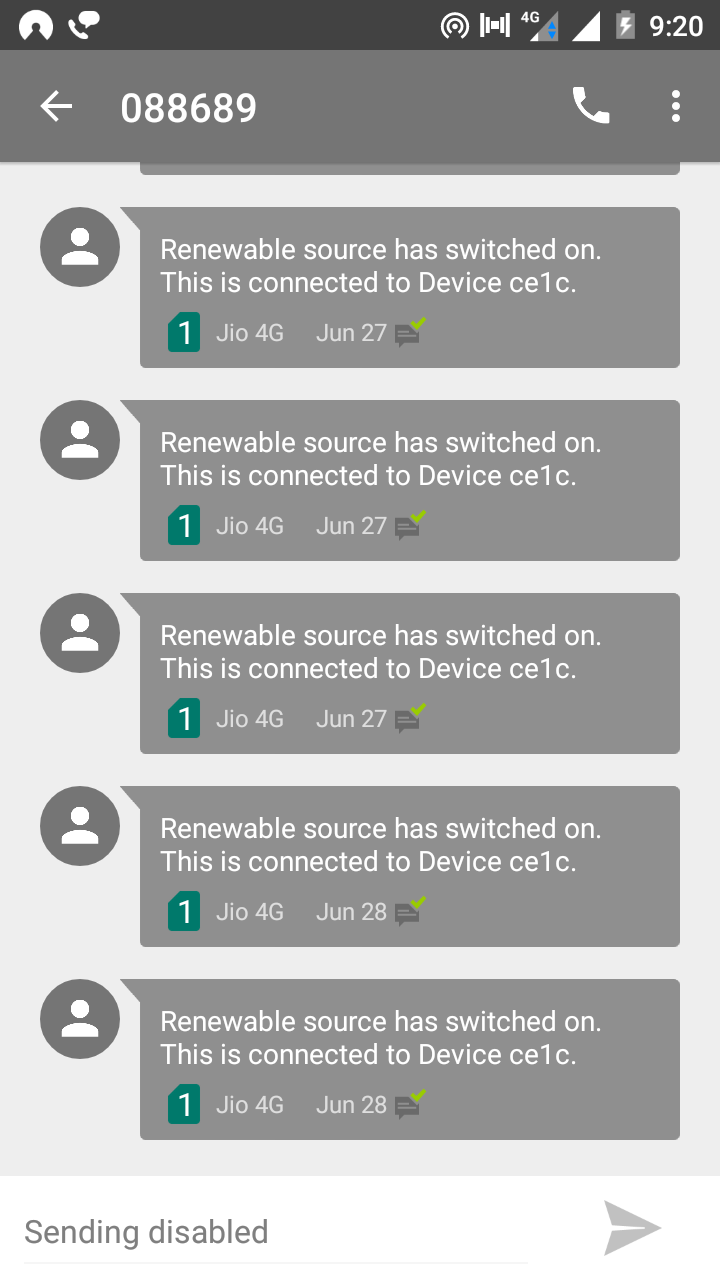 4G 9:20
088689
Renewable source has switched on.
This is connected to Device ce1c.
1 Jio 4G Jun 27
Renewable source has switched on.
This is connected to Device ce1c.
1 Jio 4G Jun 27
Renewable source has switched on.
This is connected to Device ce1c.
1 Jio 4G Jun 27
Renewable source has switched on.
This is connected to Device ce1c.
1 Jio 4G Jun 28
Renewable source has switched on.
This is connected to Device ce1c.
1 Jio 4G Jun 28
Sending disabled